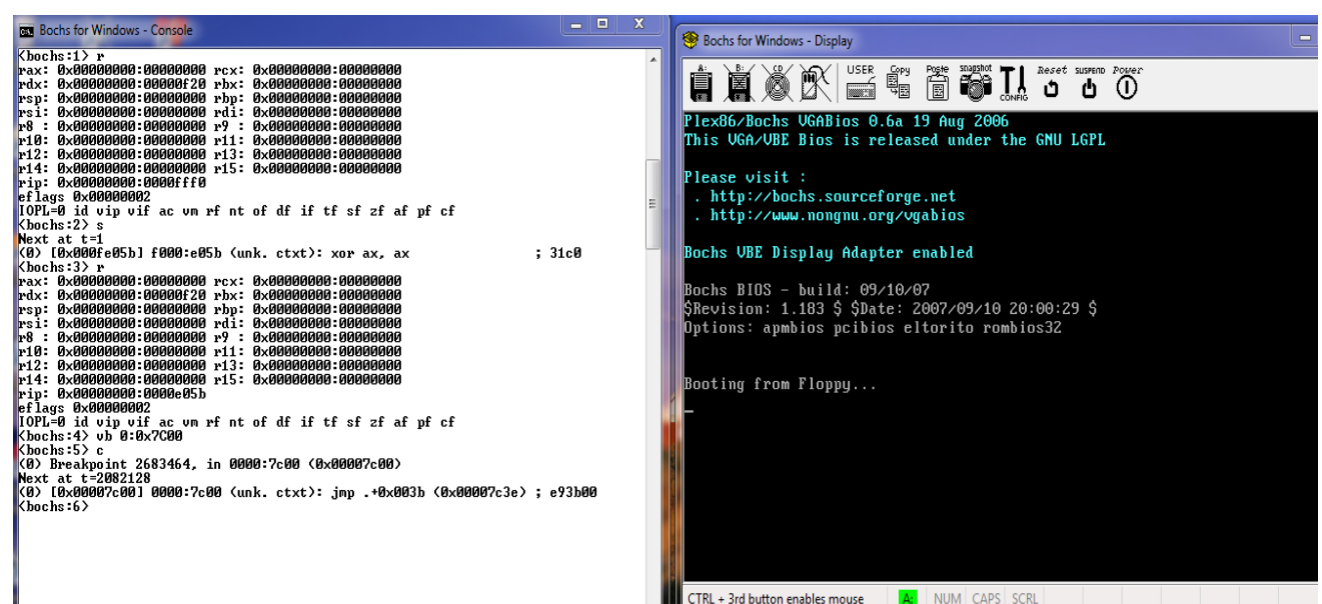 Bochs for Windows - Console
<bochs:1> r
rax: 0x00000000:00000000 rcx: 0x00000000:00000000
rdx: 0x00000000:00000f20 rbx: 0x00000000:00000000
rsp: 0x00000000:00000000 rbp: 0x00000000:00000000
rsi: 0x00000000:00000000 rdi: 0x00000000:00000000
r8 : 0x00000000:00000000 r9 : 0x00000000:00000000
r10: 0x00000000:00000000 r11: 0x00000000:00000000
r12: 0x00000000:00000000 r13: 0x00000000:00000000
r14: 0x00000000:00000000 r15: 0x00000000:00000000
rip: 0x00000000:0000fff0
eflags 0x00000002
IOPL=0 id vip vif ac vm rf nt of df if tf sf zf af pf cf
<bochs:2> s
Next at t=1
(0) [0x000fe05b] f000:e05b (unk. ctxt): xor ax, ax ; 31c0
<bochs:3> r
rax: 0x00000000:00000000 rcx: 0x00000000:00000000
rdx: 0x00000000:00000f20 rbx: 0x00000000:00000000
rsp: 0x00000000:00000000 rbp: 0x00000000:00000000
rsi: 0x00000000:00000000 rdi: 0x00000000:00000000
r8 : 0x00000000:00000000 r9 : 0x00000000:00000000
r10: 0x00000000:00000000 r11: 0x00000000:00000000
r12: 0x00000000:00000000 r13: 0x00000000:00000000
r14: 0x00000000:00000000 r15: 0x00000000:00000000
rip: 0x00000000:0000e05b
eflags 0x00000002
IOPL=0 id vip vif ac vm rf nt of df if tf sf zf af pf cf
<bochs:4> vb 0:0x7C00
<bochs:5> c
(0) Breakpoint 2683464, in 0000:7c00 (0x00007c00)
Next at t=2082128
(0) [0x00007c00] 0000:7c00 (unk. ctxt): jmp .+0x003b (0x00007c3e) ; e93b00
<bochs:6>
Bochs for Windows - Display
A: B: CD USER Copy Paste snapshot CONFIG Reset SUSPEND Power
Plex86/Bochs VGABios 0.6a 19 Aug 2006
This VGA/VBE Bios is released under the GNU LGPL
Please visit :
. http://bochs.sourceforge.net
. http://www.nongnu.org/vgabios
Bochs VBE Display Adapter enabled
Bochs BIOS - build: 09/10/07
$Revision: 1.183 $ $Date: 2007/09/10 20:00:29 $
Options: apmbios pcibios eltorito rombios32
Booting from Floppy...
CTRL + 3rd button enables mouse A: NUM CAPS SCRL